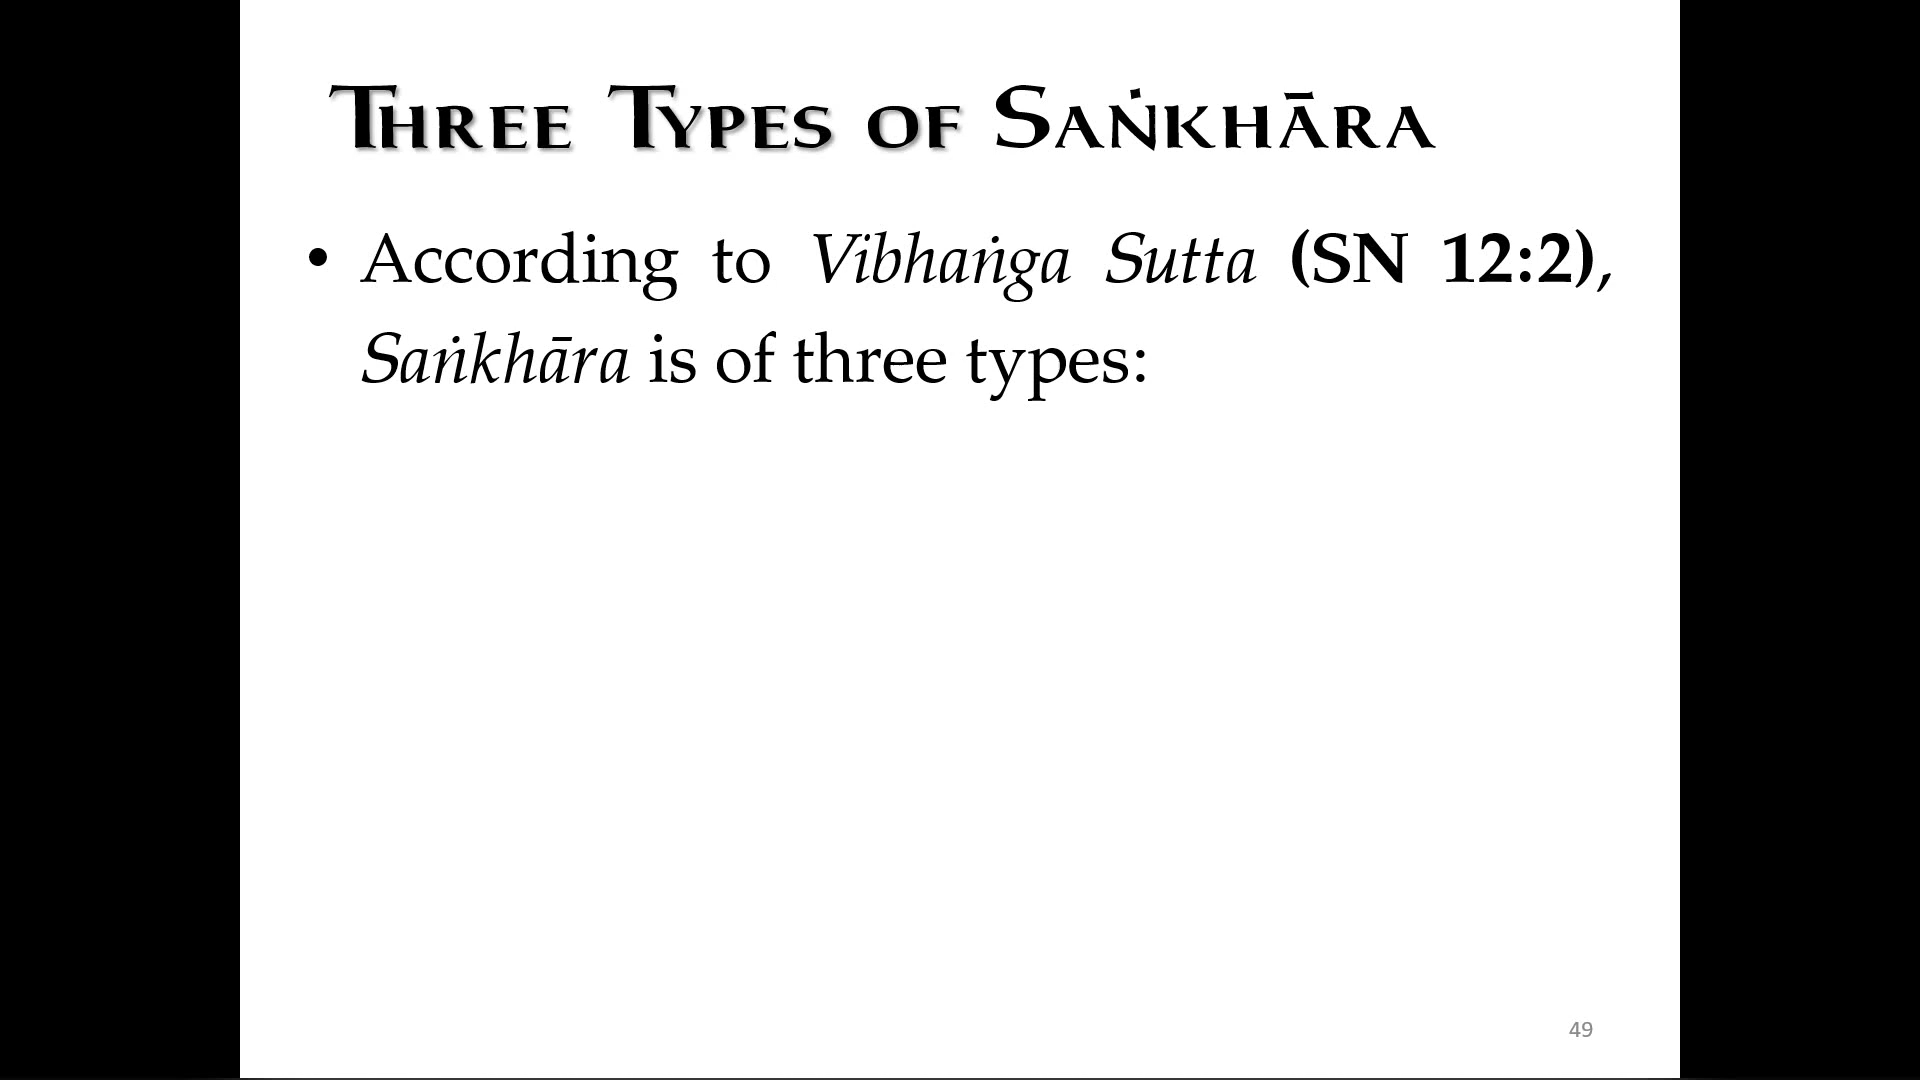 Three Types of Saṅkhāra
• According to Vibhaṅga Sutta (SN 12:2),
Saṅkhāra is of three types:
49